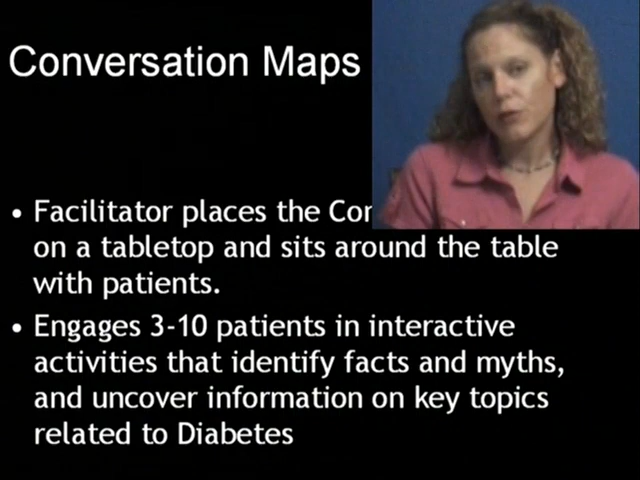 Conversation Maps
• Facilitator places the
on a tabletop and sits around the table
with patients.
• Engages 3-10 patients in interactive
activities that identify facts and myths,
and uncover information on key topics
related to Diabetes